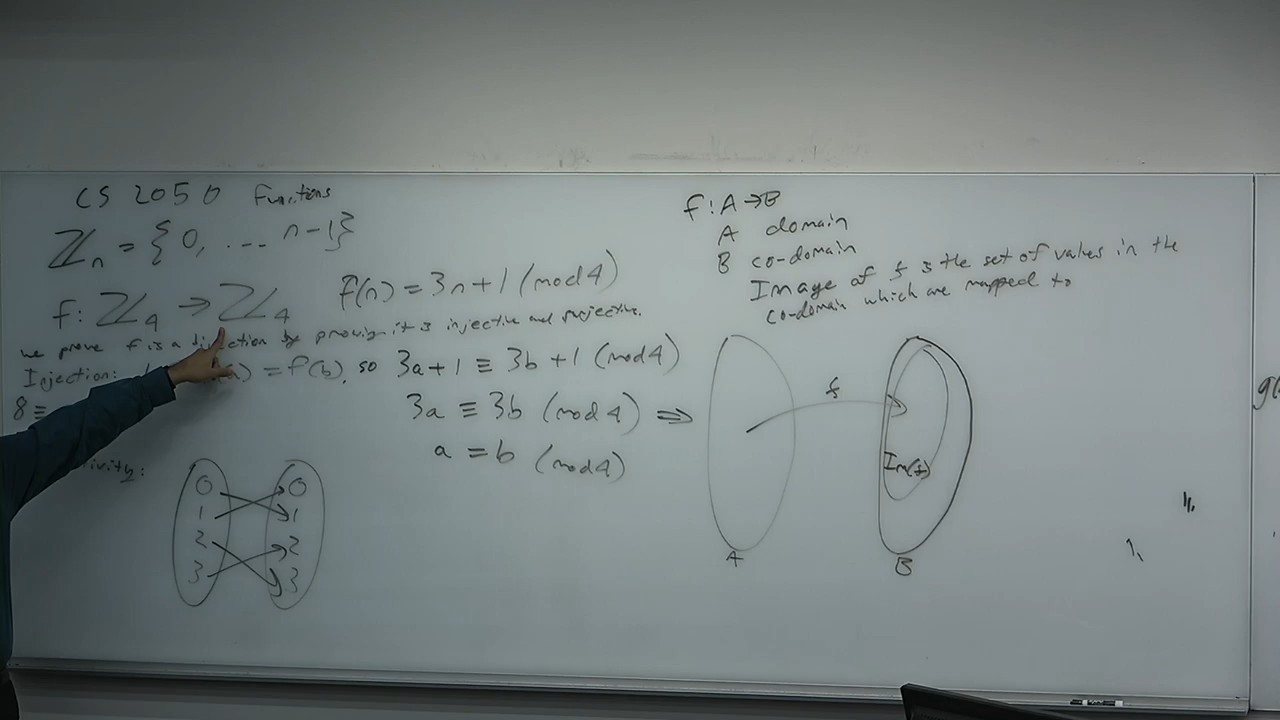 CS 2050 Functions
ℤn = {0, ... n-1}
f: ℤ4 → ℤ4 f(n) = 3n+1 (mod 4)
we prove f is a bijection by proving it is injective and surjective.
Injection: = f(b), so 3a+1 ≡ 3b+1 (mod 4)
8 ≡
3a ≡ 3b (mod 4) ⇒
a = b (mod 4)
tivity:
0 0
1 1
2 2
3 3
f: A → B
A domain
B co-domain
Image of f is the set of values in the
co-domain which are mapped to
f
Im(f)
A B
g(